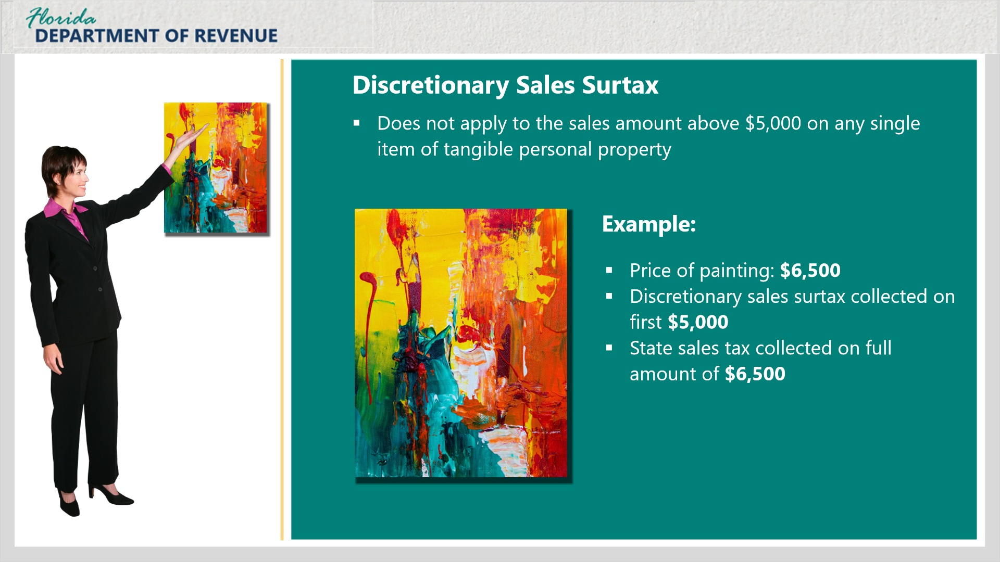 Florida
DEPARTMENT OF REVENUE
Discretionary Sales Surtax
▪ Does not apply to the sales amount above $5,000 on any single
item of tangible personal property
Example:
▪ Price of painting: $6,500
▪ Discretionary sales surtax collected on
first $5,000
▪ State sales tax collected on full
amount of $6,500